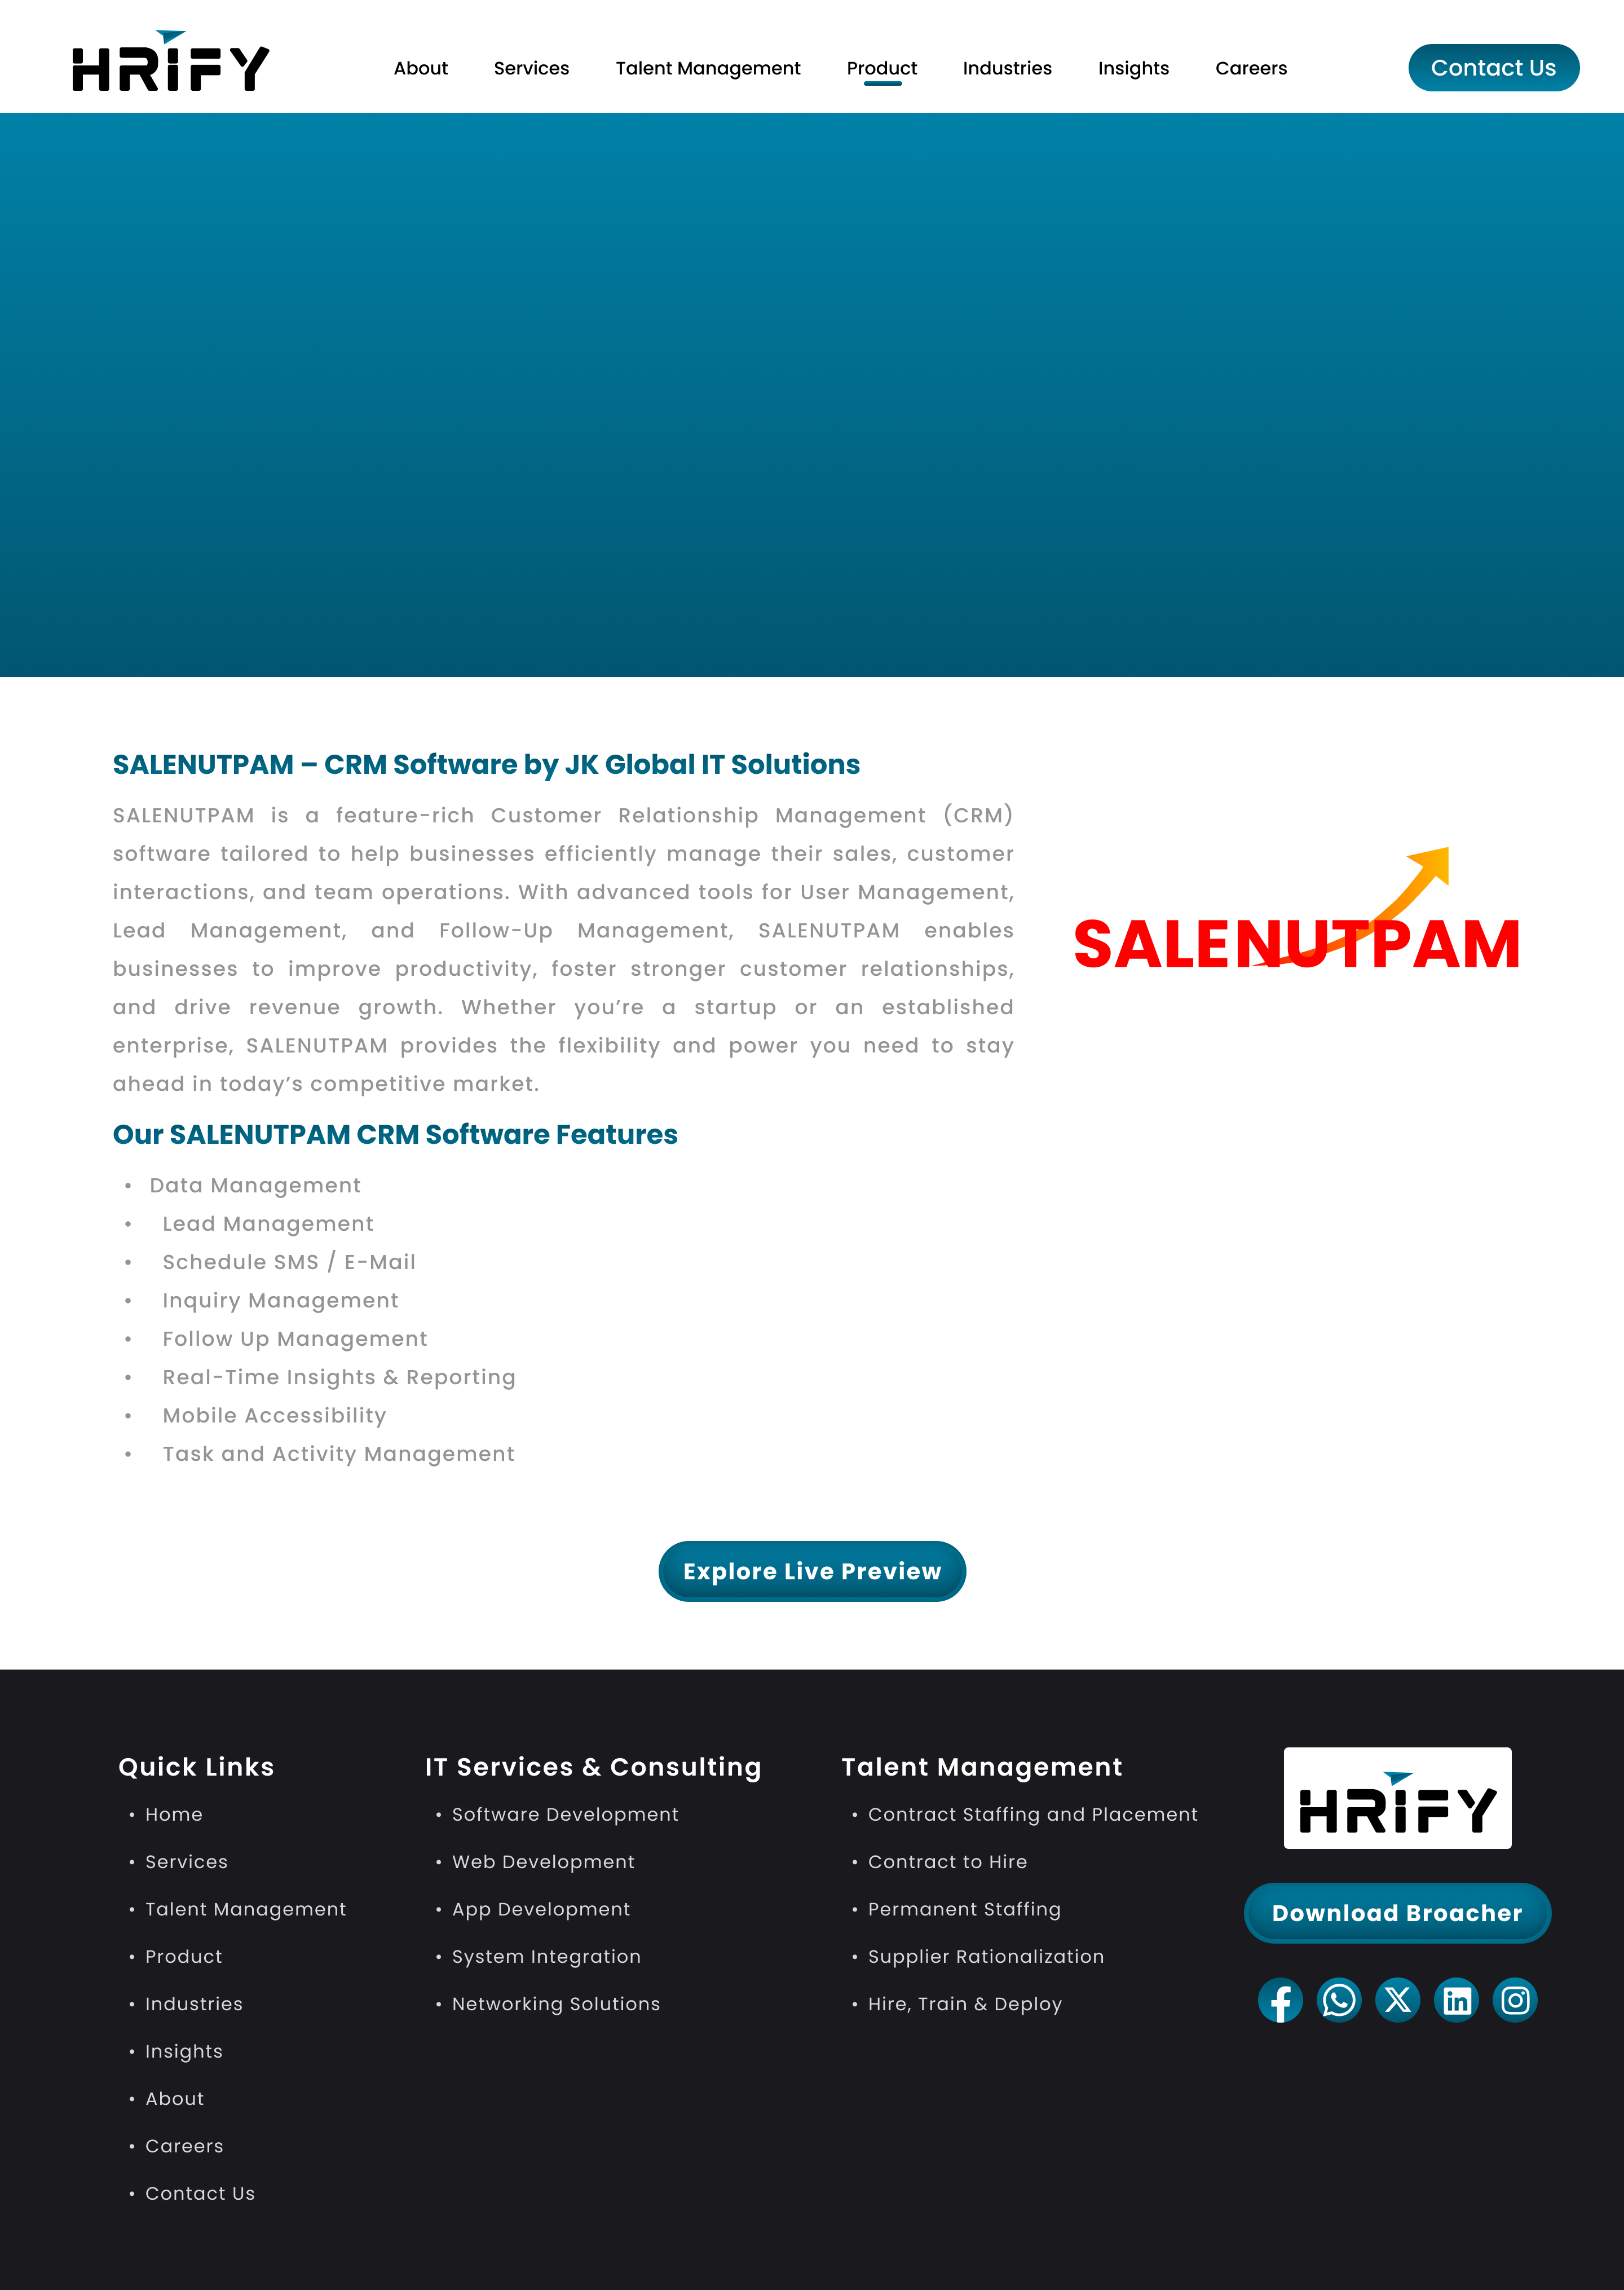 HRIFY
About Services Talent Management Product Industries Insights Careers Contact Us
SALENUTPAM – CRM Software by JK Global IT Solutions
SALENUTPAM is a feature-rich Customer Relationship Management (CRM)
software tailored to help businesses efficiently manage their sales, customer
interactions, and team operations. With advanced tools for User Management,
Lead Management, and Follow-Up Management, SALENUTPAM enables
businesses to improve productivity, foster stronger customer relationships,
and drive revenue growth. Whether you’re a startup or an established
enterprise, SALENUTPAM provides the flexibility and power you need to stay
ahead in today’s competitive market.
SALENUTPAM
Our SALENUTPAM CRM Software Features
• Data Management
• Lead Management
• Schedule SMS / E-Mail
• Inquiry Management
• Follow Up Management
• Real-Time Insights & Reporting
• Mobile Accessibility
• Task and Activity Management
Explore Live Preview
Quick Links
• Home
• Services
• Talent Management
• Product
• Industries
• Insights
• About
• Careers
• Contact Us
IT Services & Consulting
• Software Development
• Web Development
• App Development
• System Integration
• Networking Solutions
Talent Management
• Contract Staffing and Placement
• Contract to Hire
• Permanent Staffing
• Supplier Rationalization
• Hire, Train & Deploy
HRIFY
Download Broacher